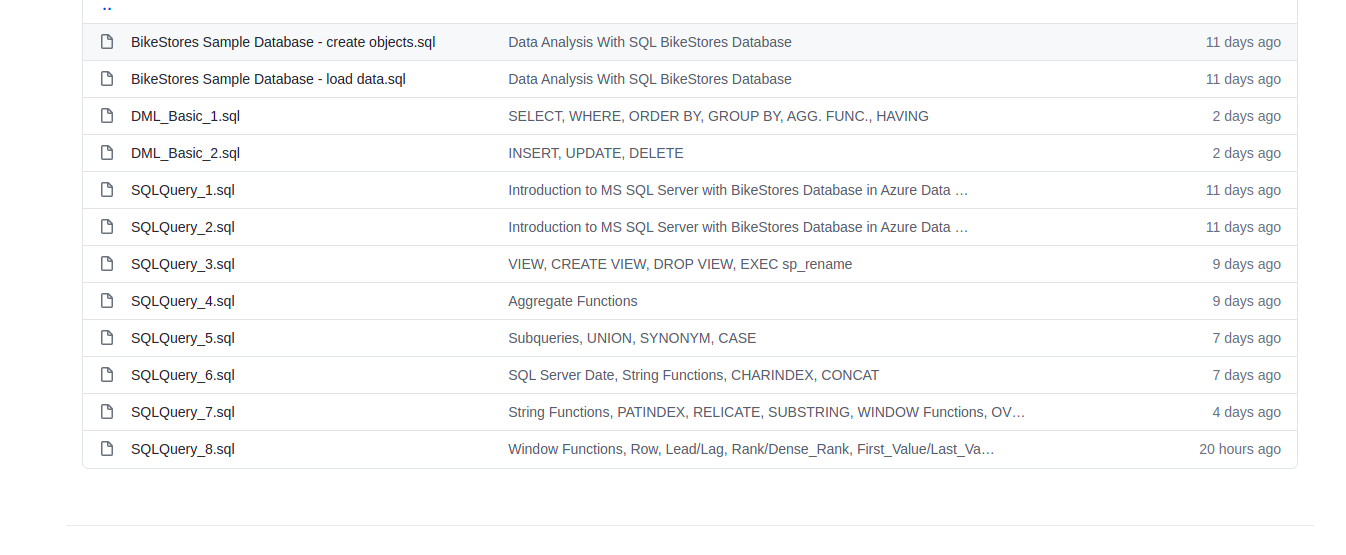 ..
BikeStores Sample Database - create objects.sql Data Analysis With SQL BikeStores Database 11 days ago
BikeStores Sample Database - load data.sql Data Analysis With SQL BikeStores Database 11 days ago
DML_Basic_1.sql SELECT, WHERE, ORDER BY, GROUP BY, AGG. FUNC., HAVING 2 days ago
DML_Basic_2.sql INSERT, UPDATE, DELETE 2 days ago
SQLQuery_1.sql Introduction to MS SQL Server with BikeStores Database in Azure Data … 11 days ago
SQLQuery_2.sql Introduction to MS SQL Server with BikeStores Database in Azure Data … 11 days ago
SQLQuery_3.sql VIEW, CREATE VIEW, DROP VIEW, EXEC sp_rename 9 days ago
SQLQuery_4.sql Aggregate Functions 9 days ago
SQLQuery_5.sql Subqueries, UNION, SYNONYM, CASE 7 days ago
SQLQuery_6.sql SQL Server Date, String Functions, CHARINDEX, CONCAT 7 days ago
SQLQuery_7.sql String Functions, PATINDEX, RELICATE, SUBSTRING, WINDOW Functions, OV… 4 days ago
SQLQuery_8.sql Window Functions, Row, Lead/Lag, Rank/Dense_Rank, First_Value/Last_Va… 20 hours ago